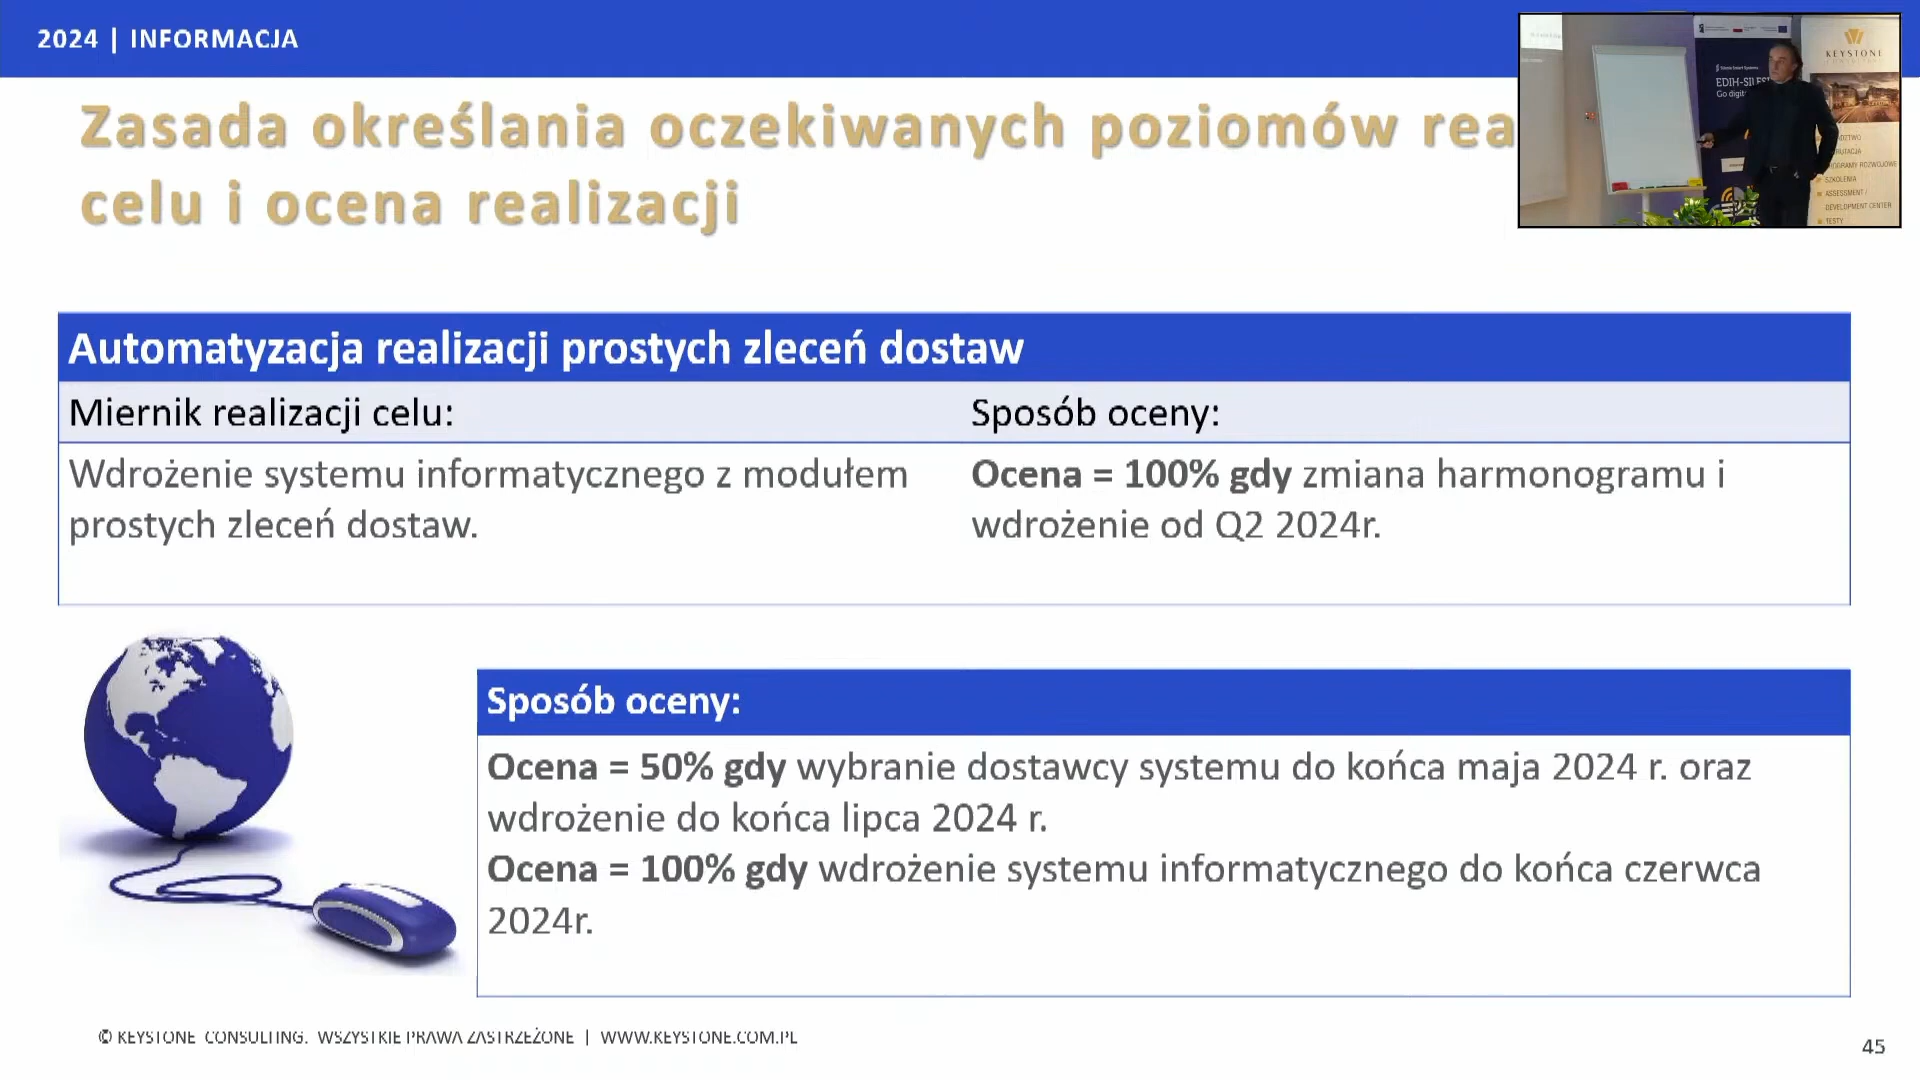 2024 | INFORMACJA
Zasada określania oczekiwanych poziomów rea
celu i ocena realizacji
KEYSTONE
EDIH-SILESI
Automatyzacja realizacji prostych zleceń dostaw
Miernik realizacji celu:
Sposób oceny:
Wdrożenie systemu informatycznego z modułem
prostych zleceń dostaw.
Ocena = 100% gdy zmiana harmonogramu i
wdrożenie od Q2 2024r.
Sposób oceny:
Ocena = 50% gdy wybranie dostawcy systemu do końca maja 2024 r. oraz
wdrożenie do końca lipca 2024 r.
Ocena = 100% gdy wdrożenie systemu informatycznego do końca czerwca
2024r.
© KEYSTONE CONSULTING. WSZYSTKIE PRAWA ZASTRZEŻONE | WWW.KEYSTONE.COM.PL
45